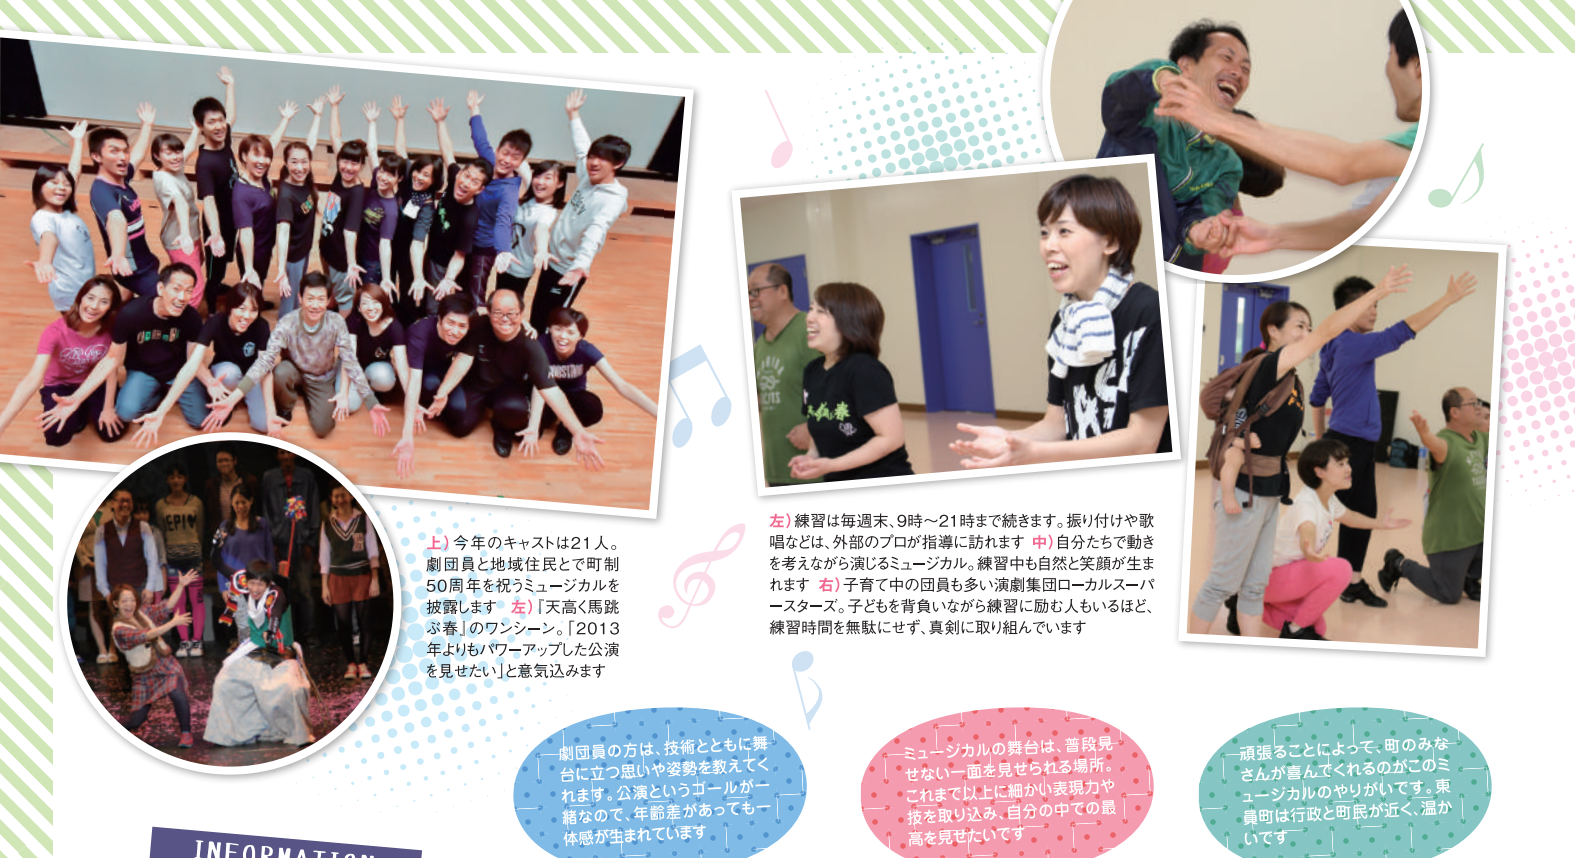 上）今年のキャストは21人。
劇団員と地域住民とで町制
50周年を祝うミュージカルを
披露します　左）『天高く馬跳
ぶ春』のワンシーン。「2013
年よりもパワーアップした公演
を見せたい」と意気込みます
左）練習は毎週末、9時〜21時まで続きます。振り付けや歌
唱などは、外部のプロが指導に訪れます　中）自分たちで動き
を考えながら演じるミュージカル。練習中も自然と笑顔が生ま
れます　右）子育て中の団員も多い演劇集団ローカルスーパ
ースターズ。子どもを背負いながら練習に励む人もいるほど、
練習時間を無駄にせず、真剣に取り組んでいます
劇団員の方は、技術とともに舞
台に立つ思いや姿勢を教えてく
れます。公演というゴールが一
緒なので、年齢差があっても一
体感が生まれています
ミュージカルの舞台は、普段見
せない一面を見せられる場所。
これまで以上に細かい表現力や
技を取り込み、自分の中での最
高を見せたいです
頑張ることによって、町のみな
さんが喜んでくれるのがこのミ
ュージカルのやりがいです。東
員町は行政と町民が近く、温か
いです
INFORMATION